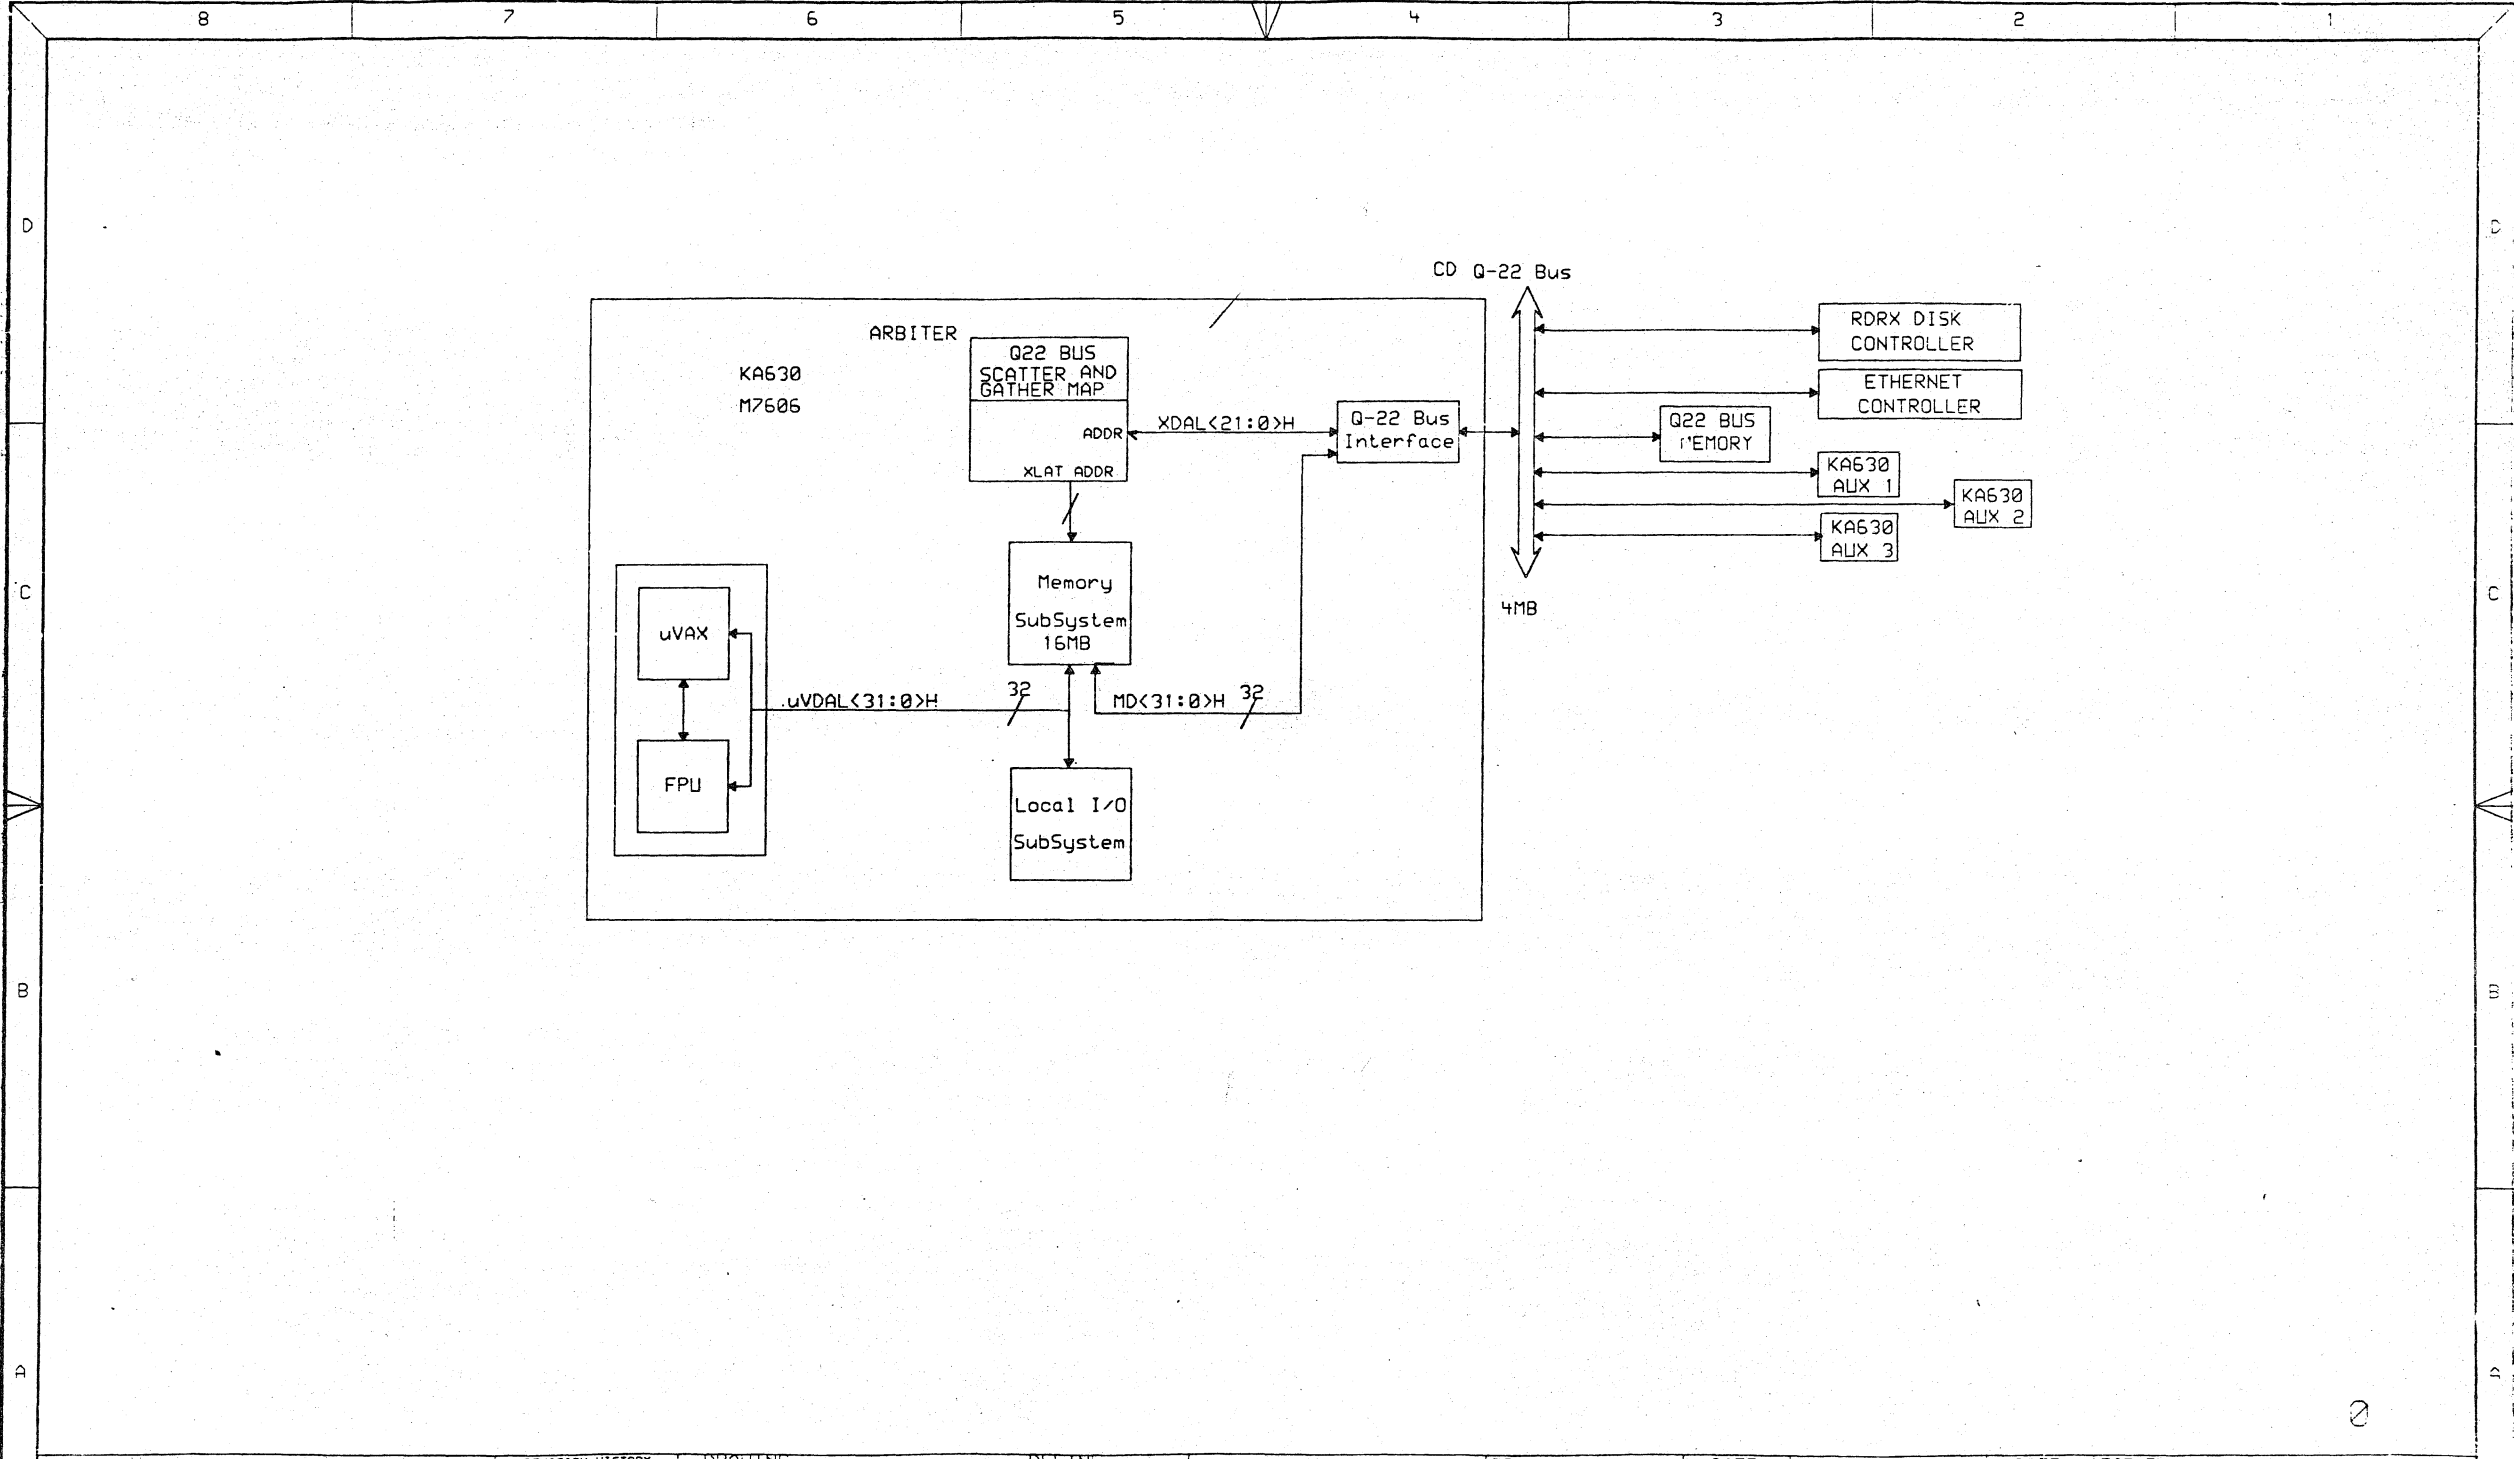 8 7 6 5 4 3 2 1
D
D
CD Q-22 Bus
ARBITER
Q22 BUS
SCATTER AND
GATHER MAP
KA630
M7606
ADDR
XLAT ADDR
XDAL<21:0>H
Q-22 Bus
Interface
RDRX DISK
CONTROLLER
ETHERNET
CONTROLLER
Q22 BUS
MEMORY
KA630
AUX 1
KA630
AUX 2
KA630
AUX 3
4MB
C
C
Memory
SubSystem
16MB
uVAX
FPU
uVDAL<31:0>H
32
MD<31:0>H
32
Local I/O
SubSystem
B
B
A
A
0